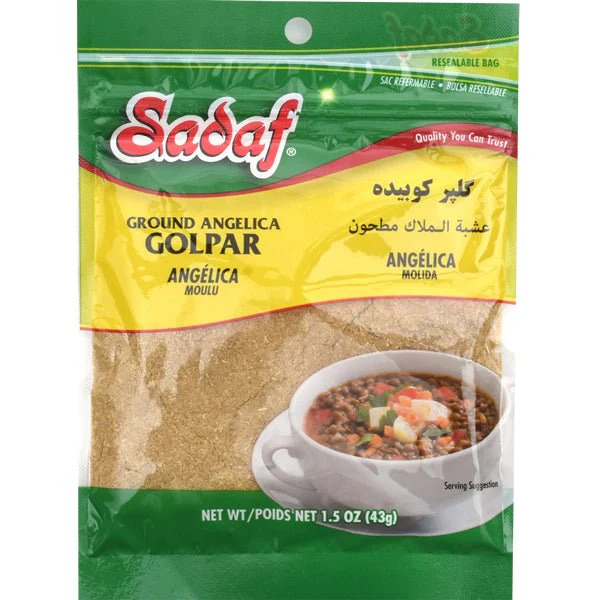 RESEALABLE BAG
SAC REFERMABLE • BOLSA RESELLABLE
Sadaf®
Quality You Can Trust
GROUND ANGELICA
GOLPAR
ANGÉLICA
MOULU
گلپر کوبیده
عشبة الملاك مطحون
ANGÉLICA
MOLIDA
Serving Suggestion
NET WT/POIDS NET 1.5 OZ (43g)